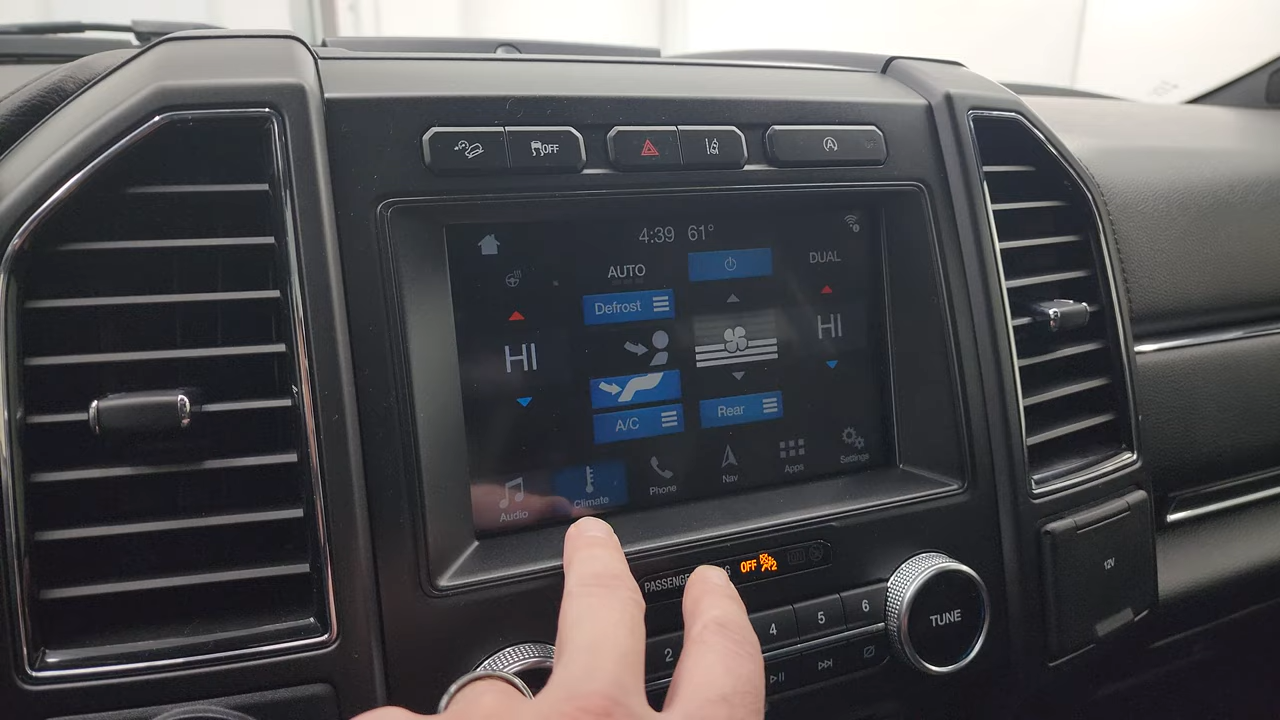 OFF
OFF
4:39 61°
AUTO
DUAL
Defrost
HI
HI
A/C
Rear
Audio
Climate
Phone
Nav
Apps
Settings
OFF
2
4
5
6
TUNE
12V